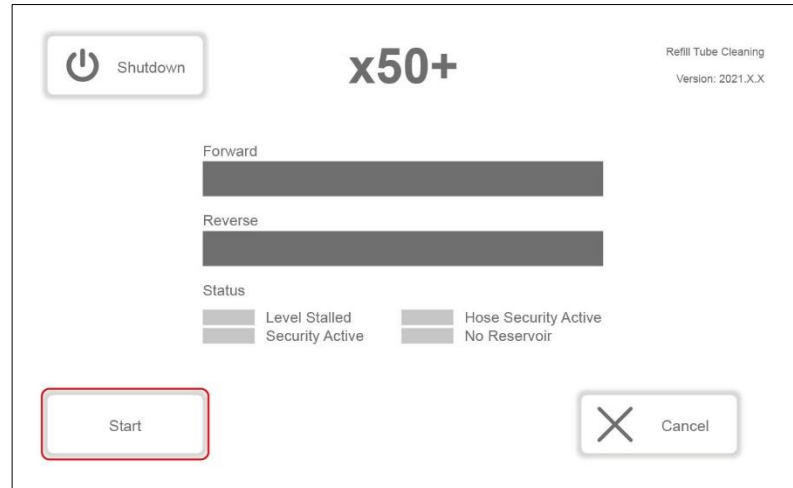 Shutdown
x50+
Refill Tube Cleaning
Version: 2021.X.X
Forward
Reverse
Status
Level Stalled
Hose Security Active
Security Active
No Reservoir
Start
Cancel